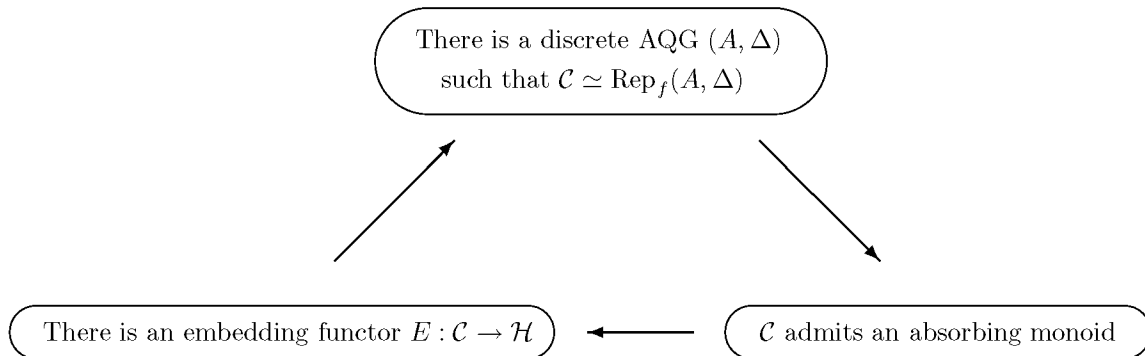 There is a discrete AQG (A, Δ)
such that 𝒞 ≃ Rep_f(A, Δ)
There is an embedding functor E : 𝒞 → ℋ
𝒞 admits an absorbing monoid